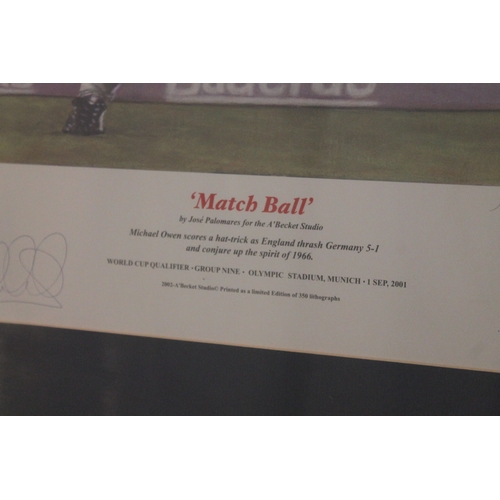 'Match Ball'
by José Palomares for the A'Becket Studio
Michael Owen scores a hat-trick as England thrash Germany 5-1
and conjure up the spirit of 1966.
WORLD CUP QUALIFIER • GROUP NINE • OLYMPIC STADIUM, MUNICH • 1 SEP, 2001
2002-A'Becket Studio© Printed as a limited Edition of 350 lithographs